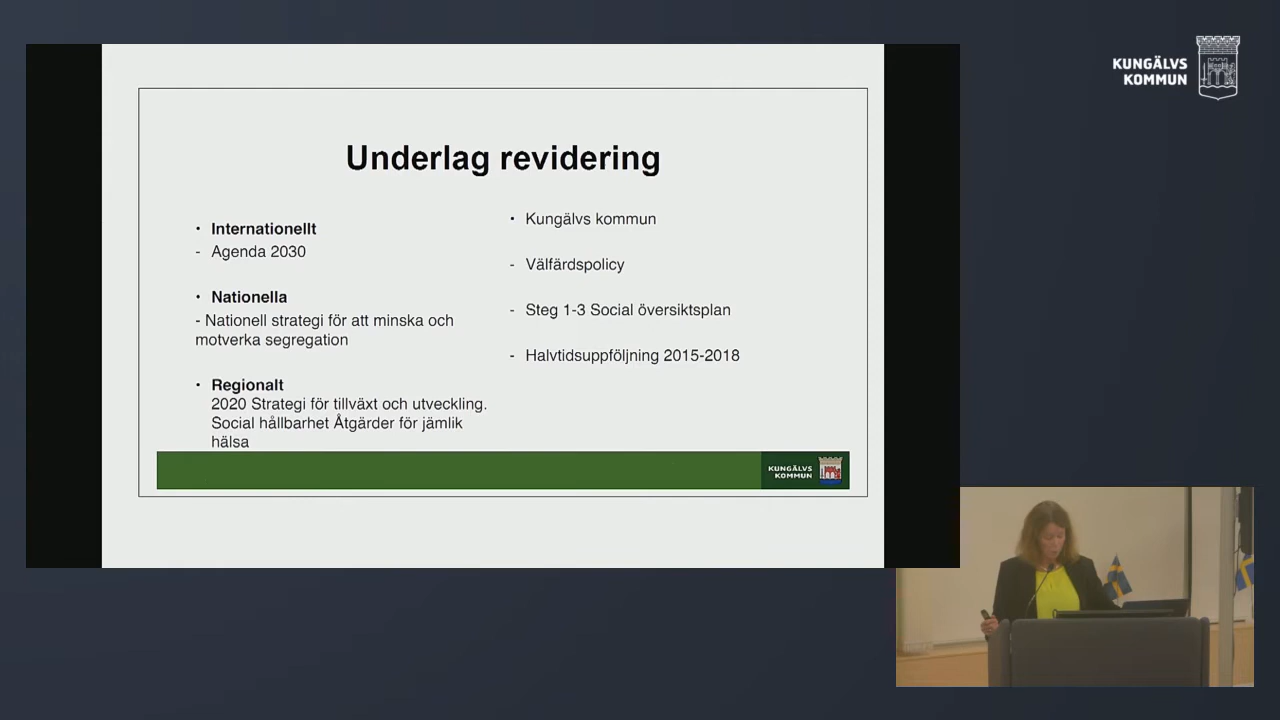 KUNGÄLVS
KOMMUN
Underlag revidering
• Internationellt
- Agenda 2030
• Nationella
- Nationell strategi för att minska och
motverka segregation
• Regionalt
2020 Strategi för tillväxt och utveckling.
Social hållbarhet Åtgärder för jämlik
hälsa
• Kungälvs kommun
- Välfärdspolicy
- Steg 1-3 Social översiktsplan
- Halvtidsuppföljning 2015-2018
KUNGÄLVS
KOMMUN